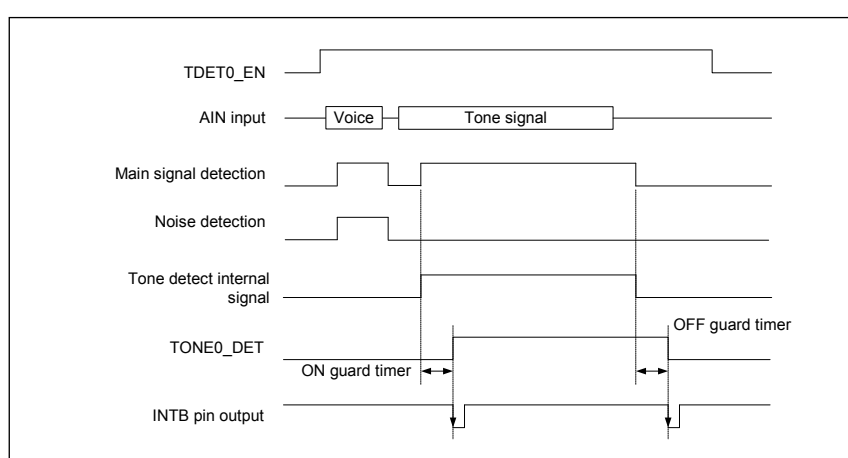 TDET0_EN
AIN input
Voice
Tone signal
Main signal detection
Noise detection
Tone detect internal
signal
OFF guard timer
TONE0_DET
ON guard timer
INTB pin output